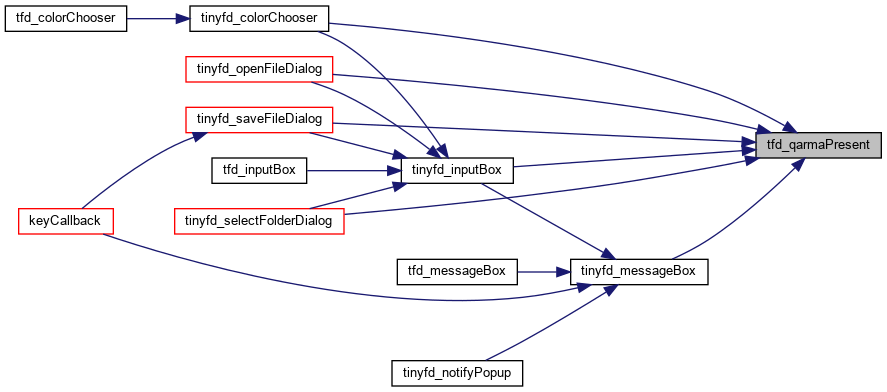 tfd_colorChooser
tinyfd_colorChooser
tinyfd_openFileDialog
tinyfd_saveFileDialog
tfd_qarmaPresent
tfd_inputBox
tinyfd_inputBox
keyCallback
tinyfd_selectFolderDialog
tfd_messageBox
tinyfd_messageBox
tinyfd_notifyPopup